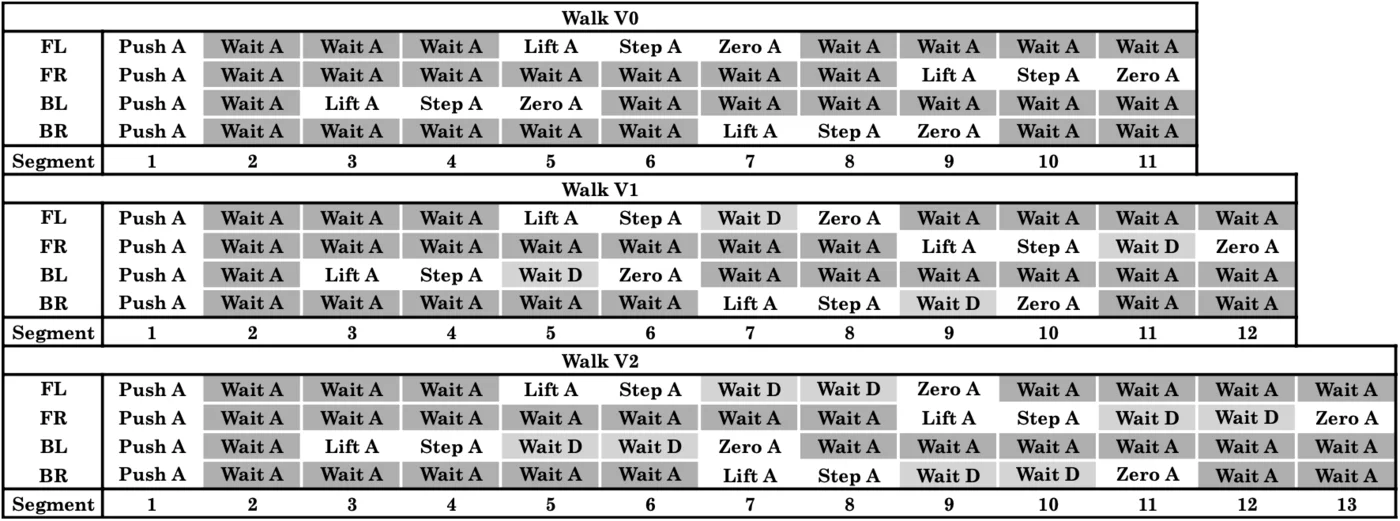 Walk V0
FL Push A Wait A Wait A Wait A Lift A Step A Zero A Wait A Wait A Wait A Wait A
FR Push A Wait A Wait A Wait A Wait A Wait A Wait A Wait A Lift A Step A Zero A
BL Push A Wait A Lift A Step A Zero A Wait A Wait A Wait A Wait A Wait A Wait A
BR Push A Wait A Wait A Wait A Wait A Wait A Lift A Step A Zero A Wait A Wait A
Segment 1 2 3 4 5 6 7 8 9 10 11
Walk V1
FL Push A Wait A Wait A Wait A Lift A Step A Wait D Zero A Wait A Wait A Wait A Wait A
FR Push A Wait A Wait A Wait A Wait A Wait A Wait A Wait A Lift A Step A Wait D Zero A
BL Push A Wait A Lift A Step A Wait D Zero A Wait A Wait A Wait A Wait A Wait A Wait A
BR Push A Wait A Wait A Wait A Wait A Wait A Lift A Step A Wait D Zero A Wait A Wait A
Segment 1 2 3 4 5 6 7 8 9 10 11 12
Walk V2
FL Push A Wait A Wait A Wait A Lift A Step A Wait D Wait D Zero A Wait A Wait A Wait A Wait A
FR Push A Wait A Wait A Wait A Wait A Wait A Wait A Wait A Lift A Step A Wait D Wait D Zero A
BL Push A Wait A Lift A Step A Wait D Wait D Zero A Wait A Wait A Wait A Wait A Wait A Wait A
BR Push A Wait A Wait A Wait A Wait A Wait A Lift A Step A Wait D Wait D Zero A Wait A Wait A
Segment 1 2 3 4 5 6 7 8 9 10 11 12 13